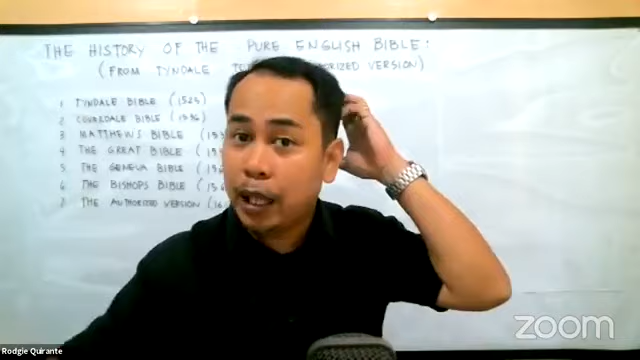 THE HISTORY OF THE PURE ENGLISH BIBLE:
(FROM TYNDALE VERSION)
1 TYNDALE BIBLE (1525)
2 COVERDALE BIBLE
3 MATTHEW'S BIBLE
4 THE GREAT BIBLE
5 THE GENEVA BIBLE
6 THE BISHOPS BIBLE
7 THE AUTHORIZED VERSION
zoom
Rodgie Quirante